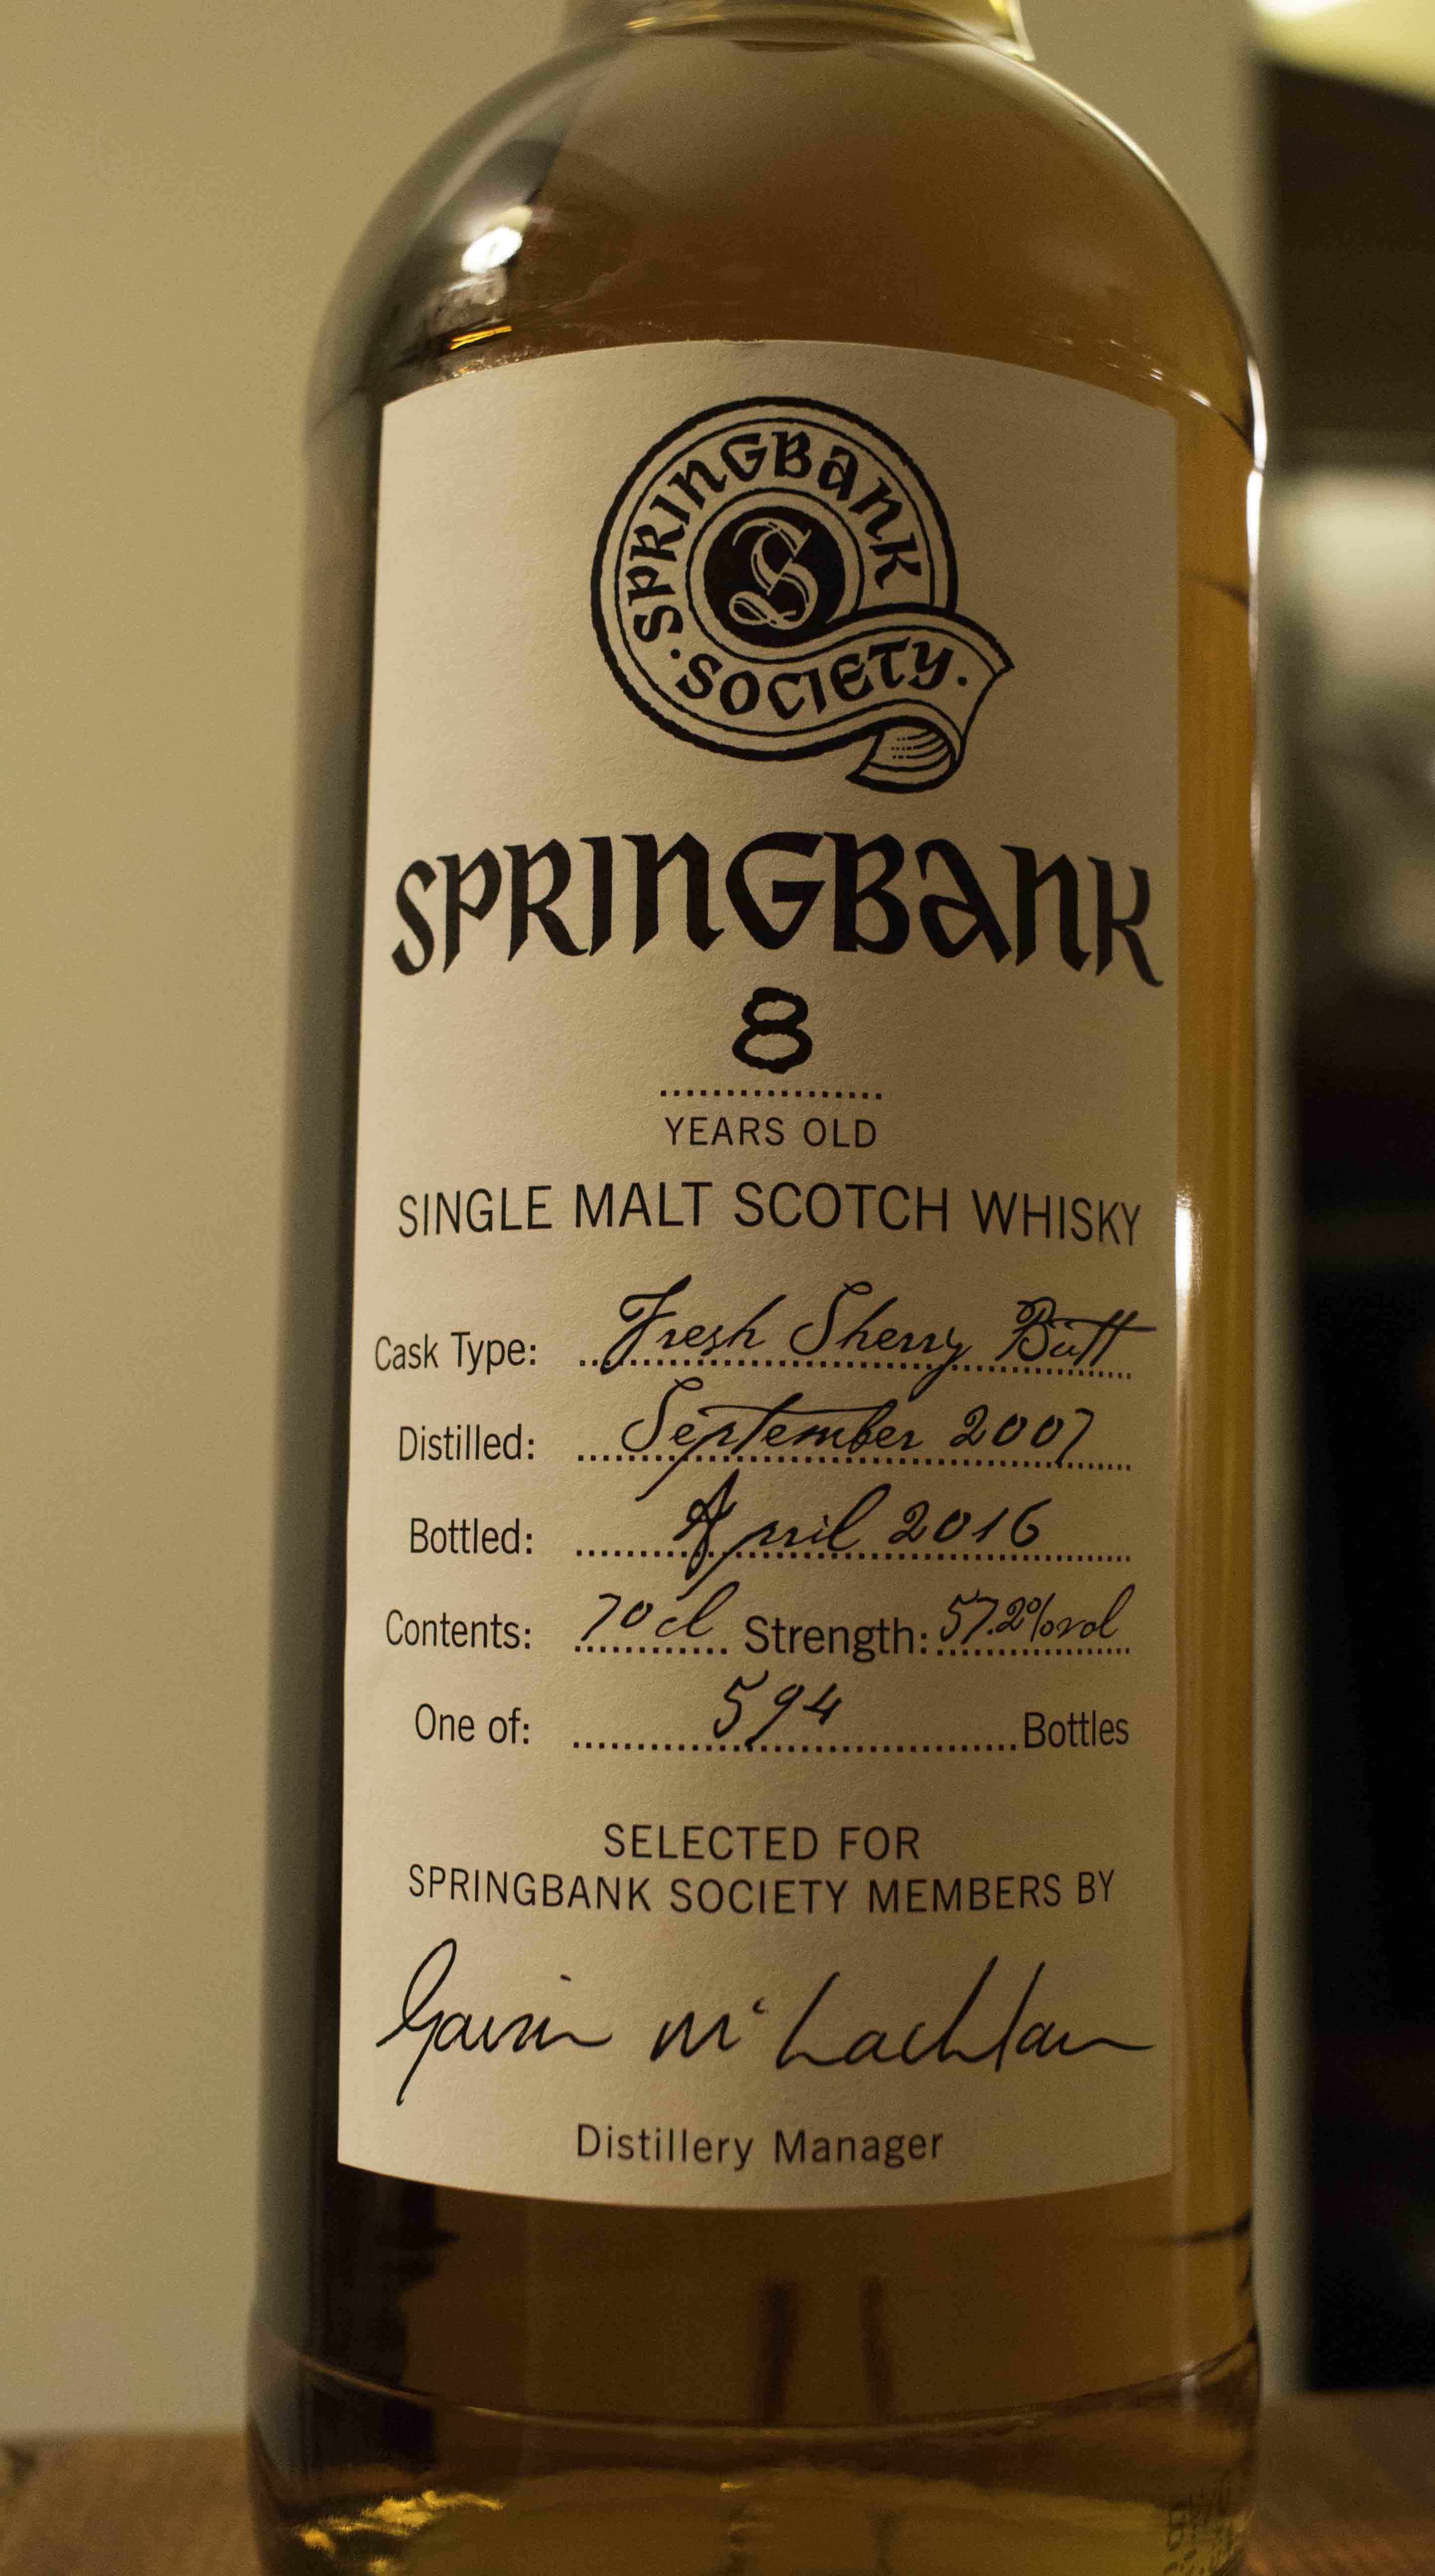 SPRINGBANK
S
·SOCIETY·
SPRINGBANK
8
YEARS OLD
SINGLE MALT SCOTCH WHISKY
Cask Type: Fresh Sherry Butt
Distilled: September 2007
Bottled: April 2016
Contents: 70cl Strength: 57.2%vol
One of: 594 Bottles
SELECTED FOR
SPRINGBANK SOCIETY MEMBERS BY
Gavin McLachlan
Distillery Manager